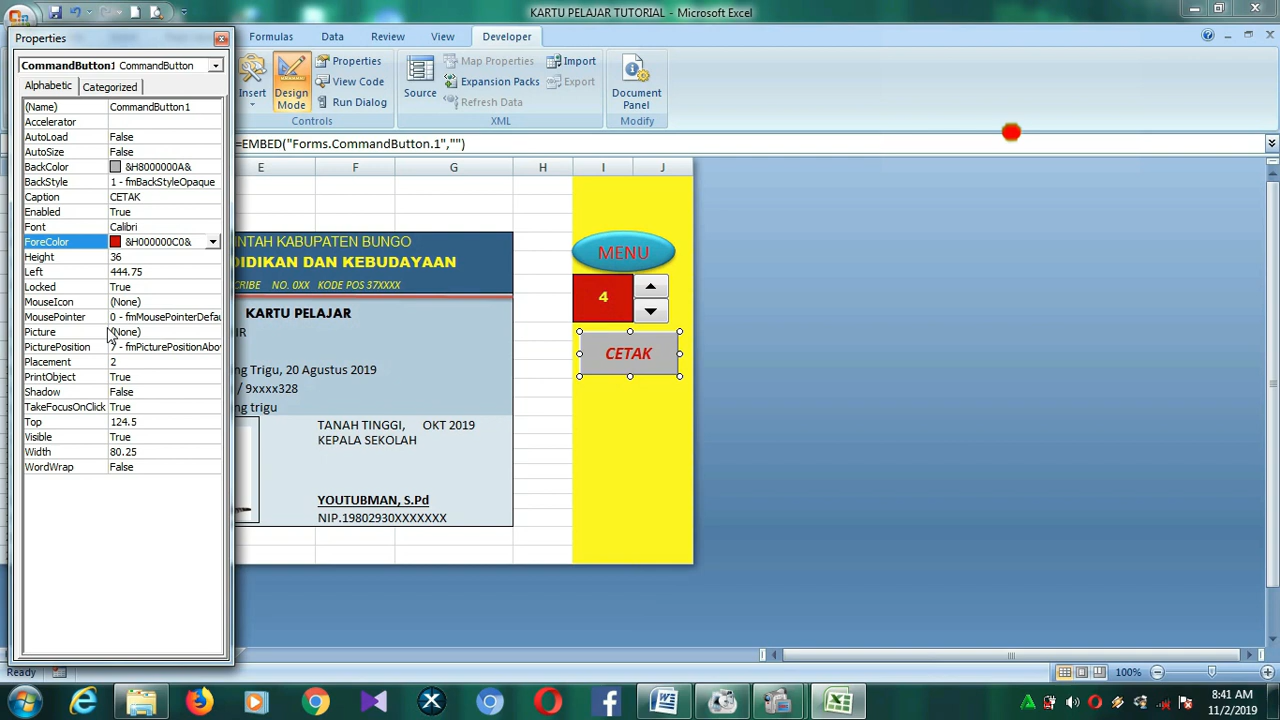 KARTU PELAJAR TUTORIAL - Microsoft Excel
Properties
Formulas Data Review View Developer
CommandButton1 CommandButton
Alphabetic Categorized
(Name) CommandButton1
Accelerator
AutoLoad False
AutoSize False
BackColor &H8000000A&
BackStyle 1 - fmBackStyleOpaque
Caption CETAK
Enabled True
Font Calibri
ForeColor &H000000C0&
Height 36
Left 444.75
Locked True
MouseIcon (None)
MousePointer 0 - fmMousePointerDefau
Picture (None)
PicturePosition 7 - fmPicturePositionAbov
Placement 2
PrintObject True
Shadow False
TakeFocusOnClick True
Top 124.5
Visible True
Width 80.25
WordWrap False
Insert
Design
Mode
Properties
View Code
Run Dialog
Controls
Source
Map Properties
Expansion Packs
Refresh Data
Import
Export
XML
Document
Panel
Modify
=EMBED("Forms.CommandButton.1","")
E F G H I J
NTAH KABUPATEN BUNGO
DIDIKAN DAN KEBUDAYAAN
CRIBE NO. 0XX KODE POS 37XXXX
KARTU PELAJAR
IR
ng Trigu, 20 Agustus 2019
/ 9xxxx328
ng trigu
TANAH TINGGI, OKT 2019
KEPALA SEKOLAH
YOUTUBMAN, S.Pd
NIP.19802930XXXXXXX
MENU
4
CETAK
Ready
100%
8:41 AM
11/2/2019